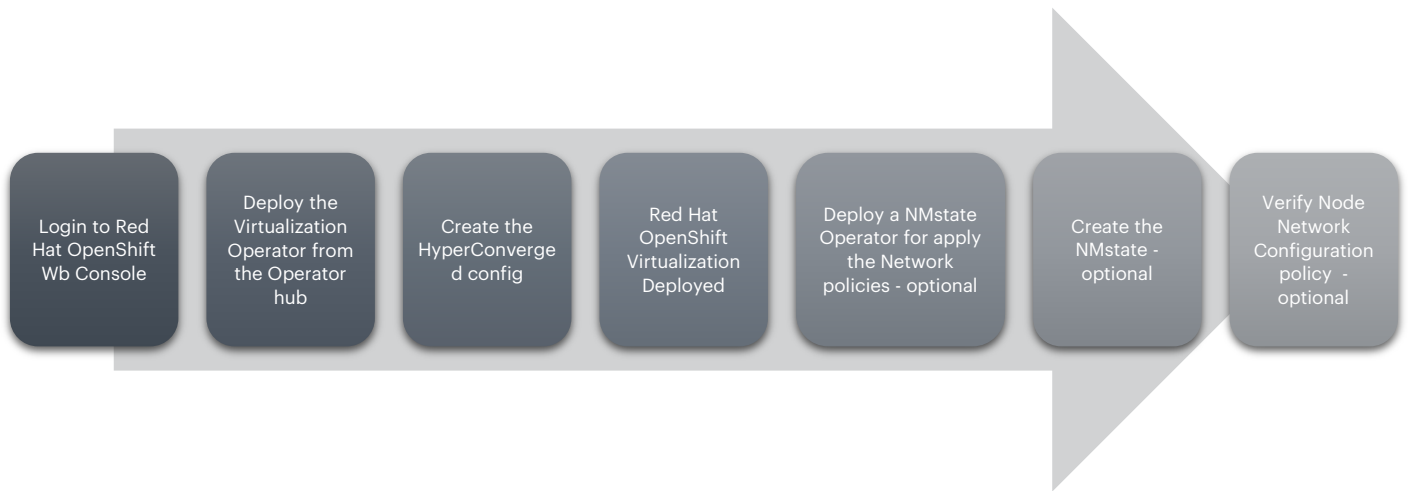 Login to Red
Hat OpenShift
Wb Console
Deploy the
Virtualization
Operator from
the Operator
hub
Create the
HyperConverge
d config
Red Hat
OpenShift
Virtualization
Deployed
Deploy a NMstate
Operator for apply
the Network
policies - optional
Create the
NMstate -
optional
Verify Node
Network
Configuration
policy  -
optional